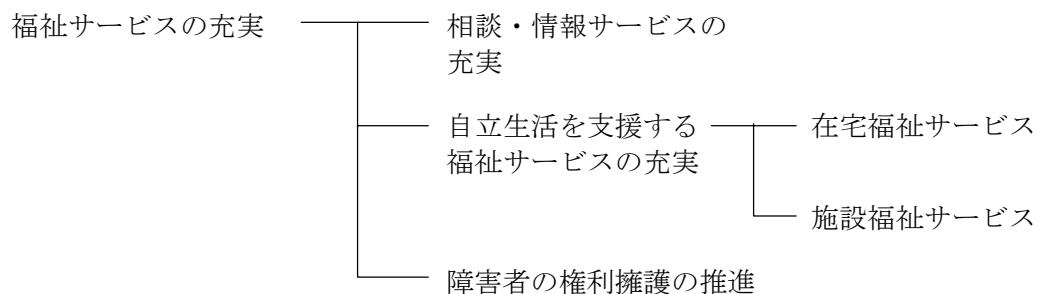 福祉サービスの充実
相談・情報サービスの
充実
自立生活を支援する
福祉サービスの充実
在宅福祉サービス
施設福祉サービス
障害者の権利擁護の推進